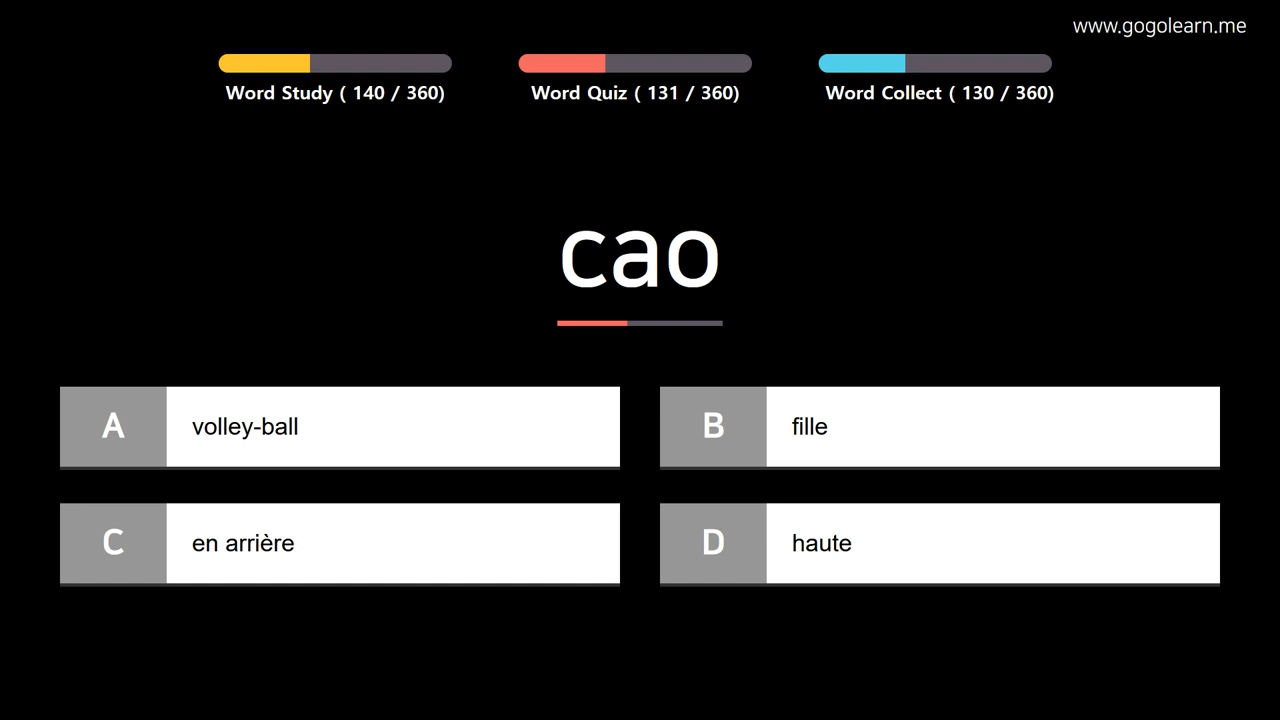 www.gogolearn.me
Word Study ( 140 / 360)
Word Quiz ( 131 / 360)
Word Collect ( 130 / 360)
cao
A volley-ball
B fille
C en arrière
D haute